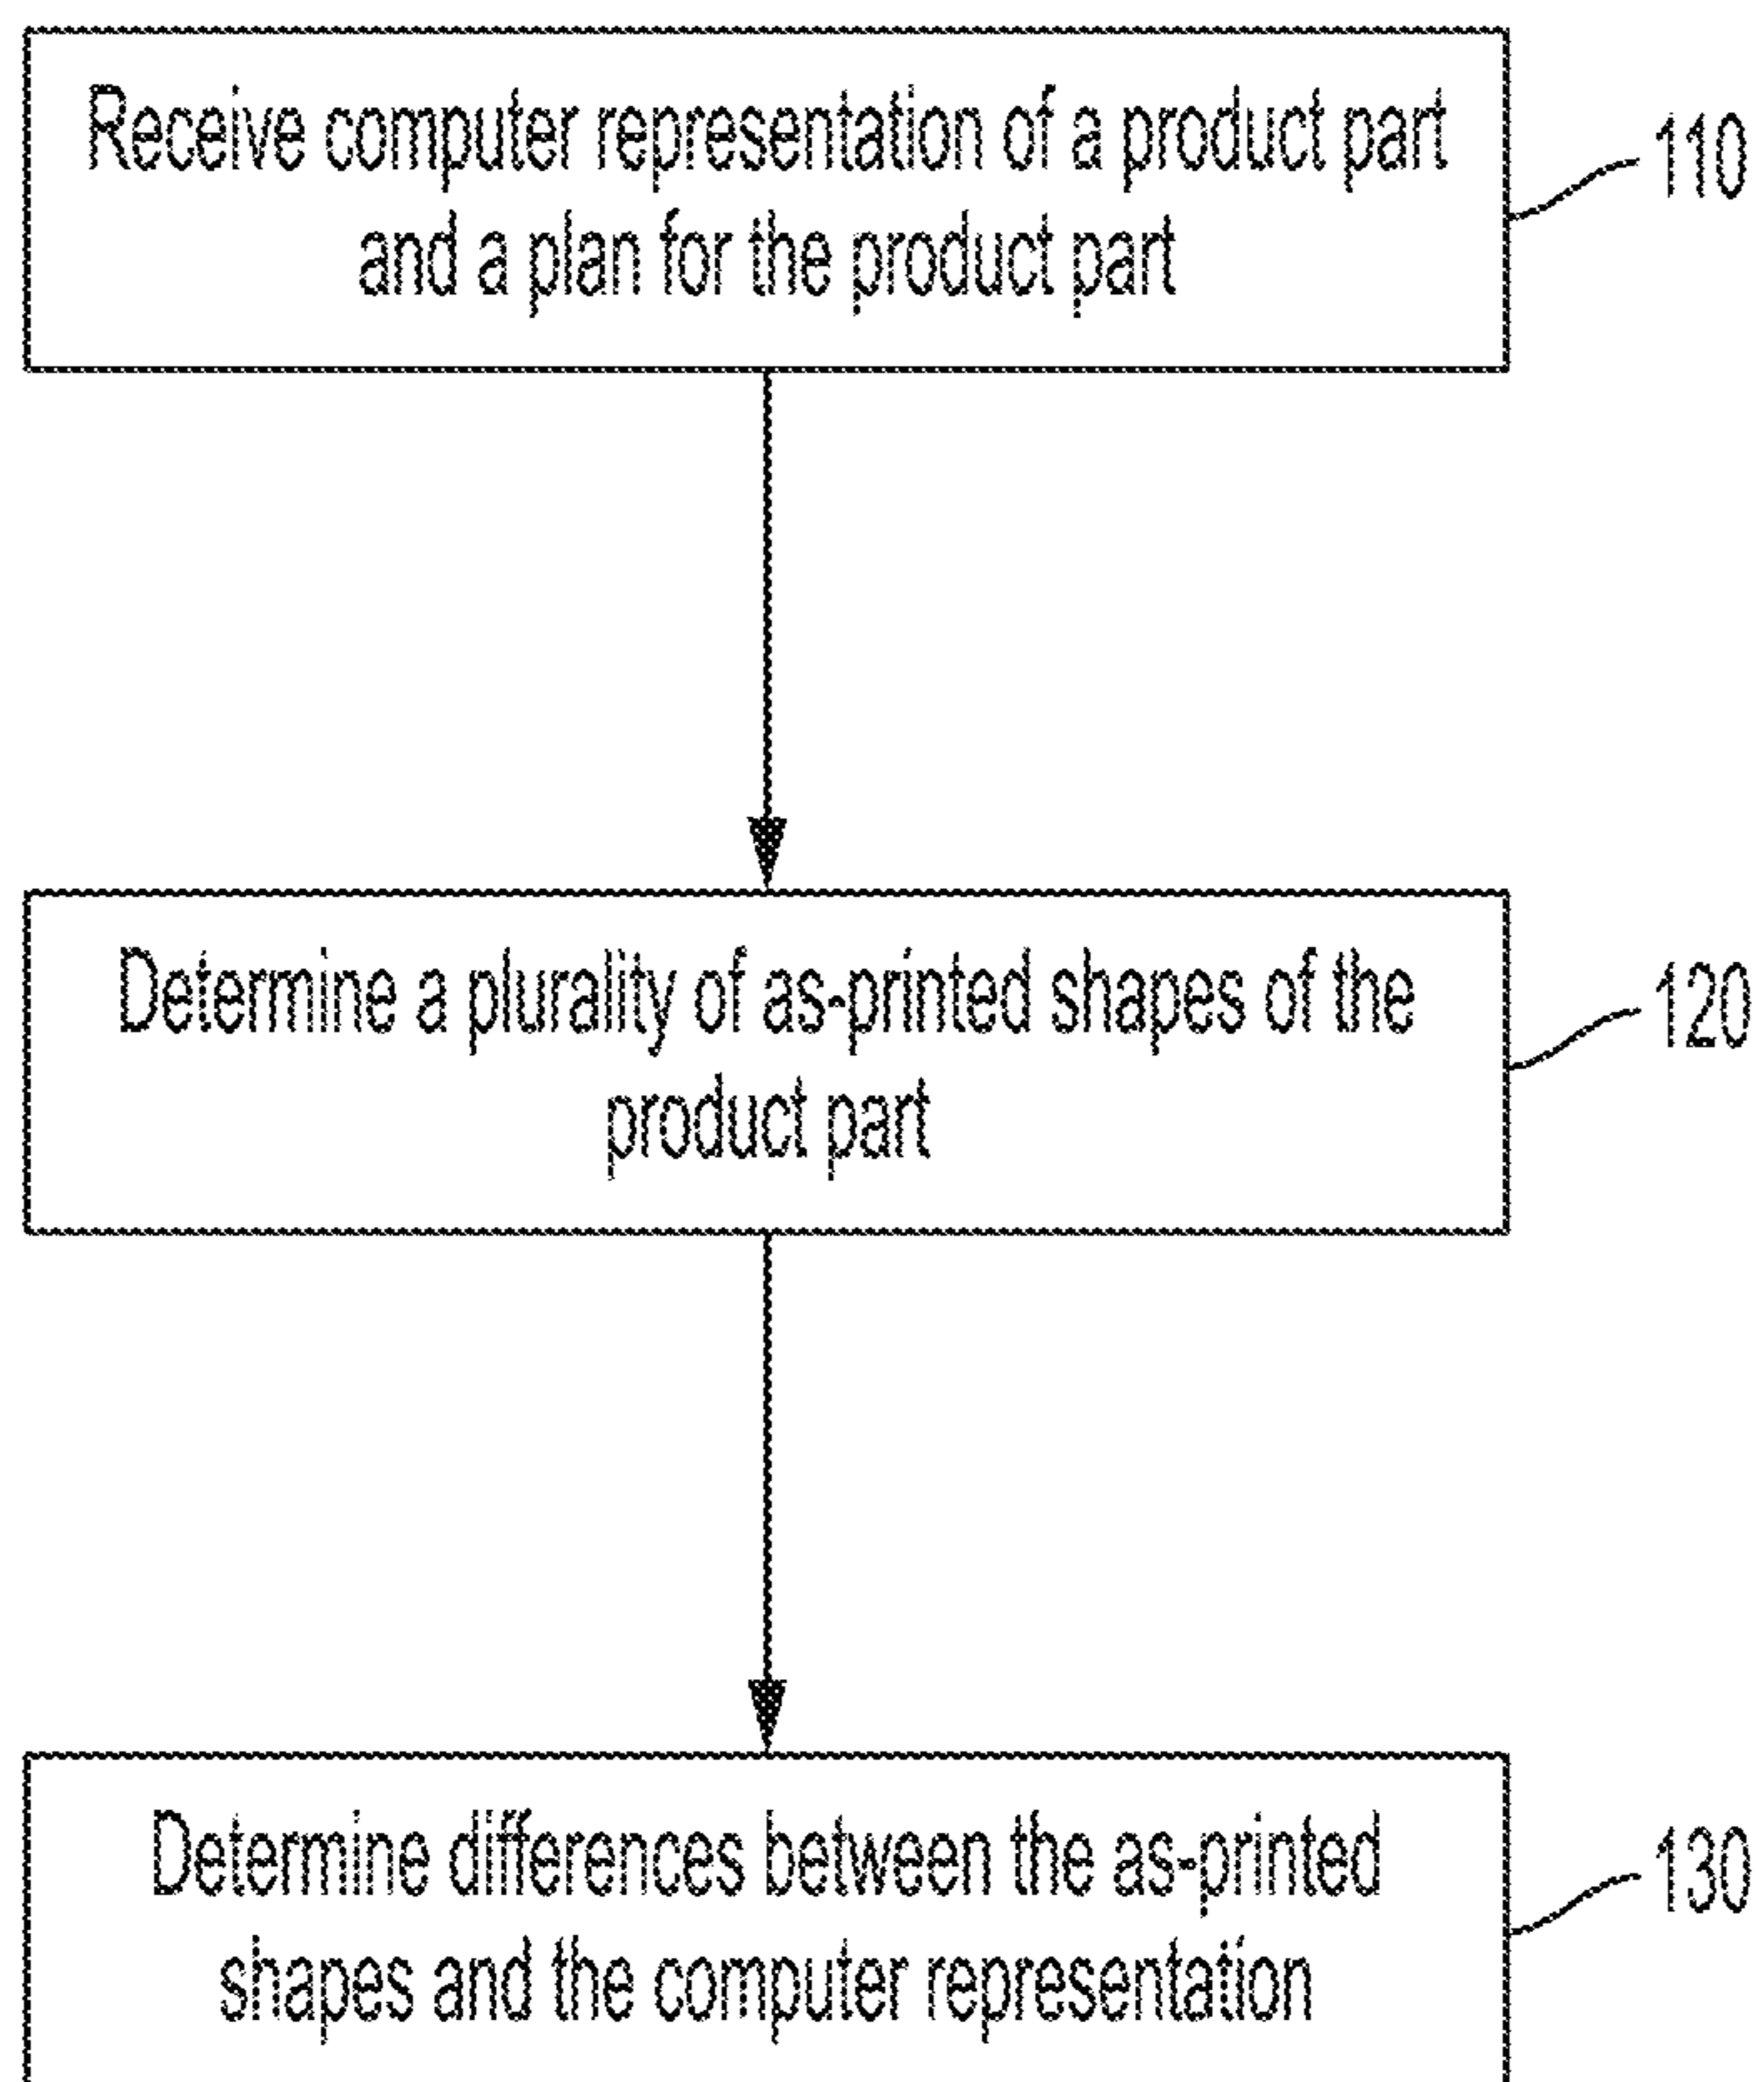 Receive computer representation of a product part
and a plan for the product part
110
Determine a plurality of as-printed shapes of the
product part
120
Determine differences between the as-printed
shapes and the computer representation
130